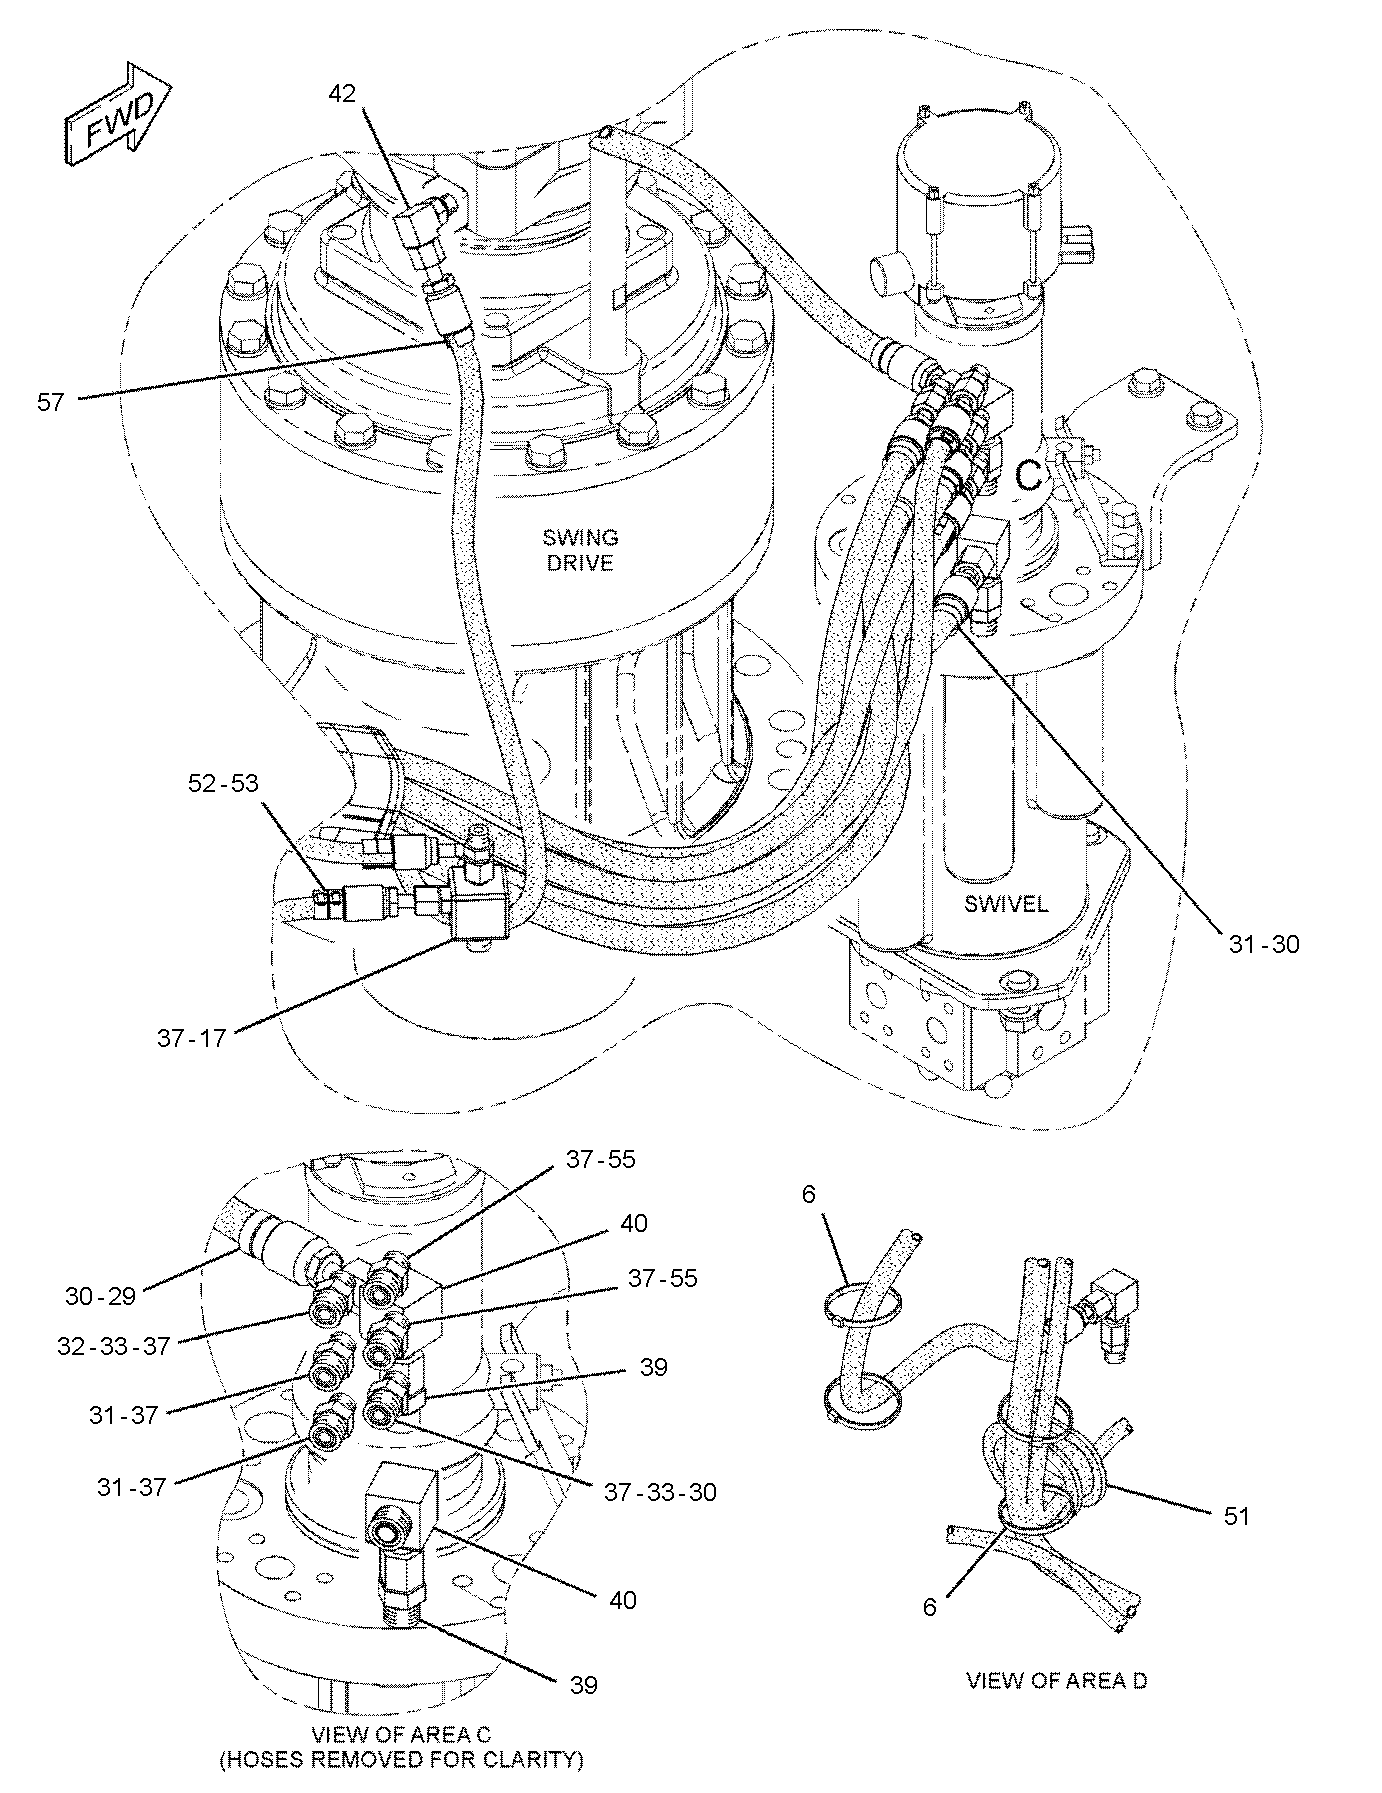 FWD
42
57
SWING
DRIVE
C
52-53
SWIVEL
31-30
37-17
37-55
40
37-55
30-29
32-33-37
39
31-37
31-37
37-33-30
40
39
VIEW OF AREA C
(HOSES REMOVED FOR CLARITY)
6
51
6
VIEW OF AREA D